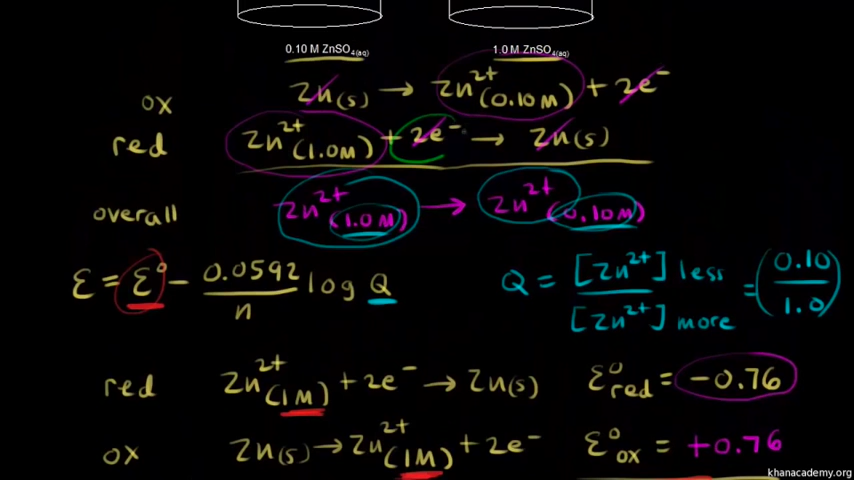 0.10 M ZnSO4(aq) 1.0 M ZnSO4(aq)
ox Zn(s) → Zn²⁺(0.10M) + 2e⁻
red Zn²⁺(1.0M) + 2e⁻ → Zn(s)
overall Zn²⁺(1.0M) → Zn²⁺(0.10M)
Ɛ = Ɛ° − 0.0592/n log Q Q = [Zn²⁺] less / [Zn²⁺] more = (0.10/1.0)
red Zn²⁺(1M) + 2e⁻ → Zn(s) Ɛ°red = −0.76
ox Zn(s) → Zn²⁺(1M) + 2e⁻ Ɛ°ox = +0.76
khanacademy.org